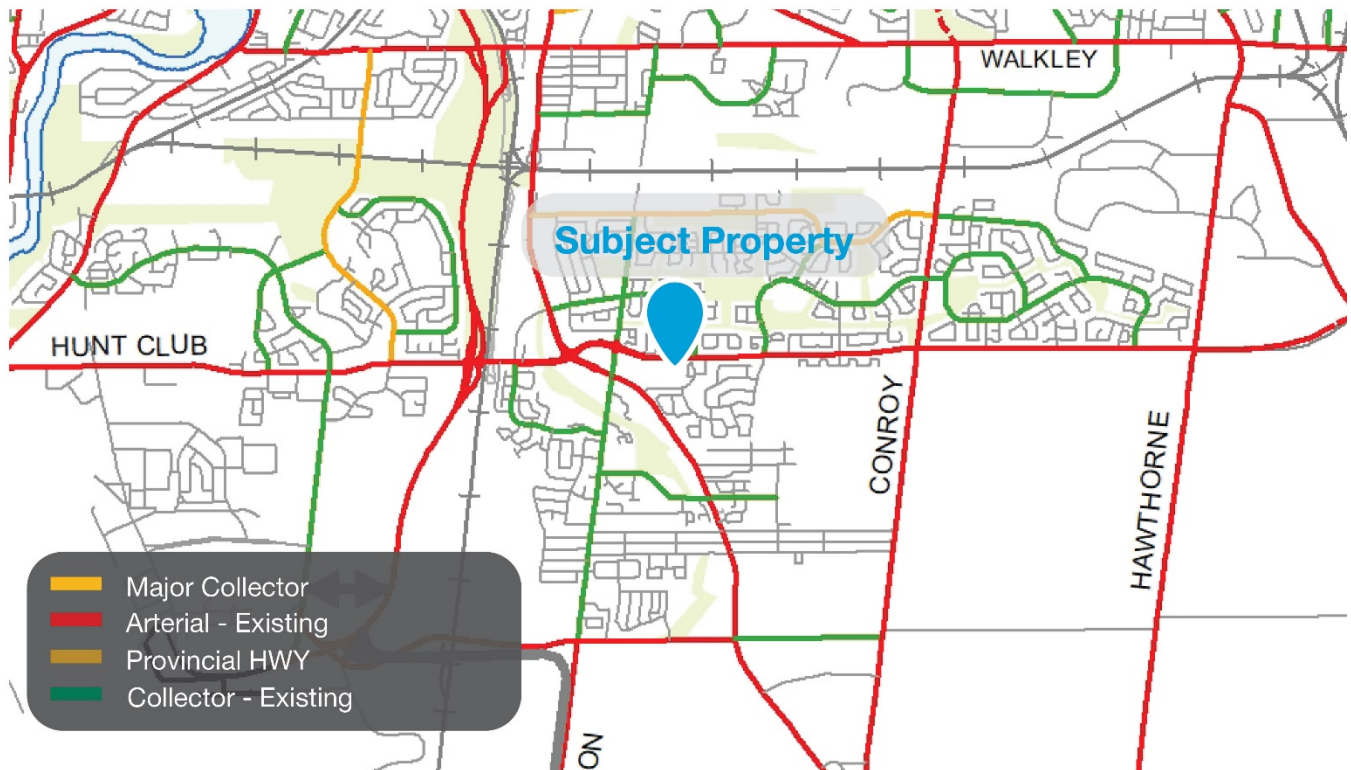 WALKLEY
Subject Property
HUNT CLUB
CONROY
HAWTHORNE
Major Collector
Arterial - Existing
Provincial HWY
Collector - Existing
ON